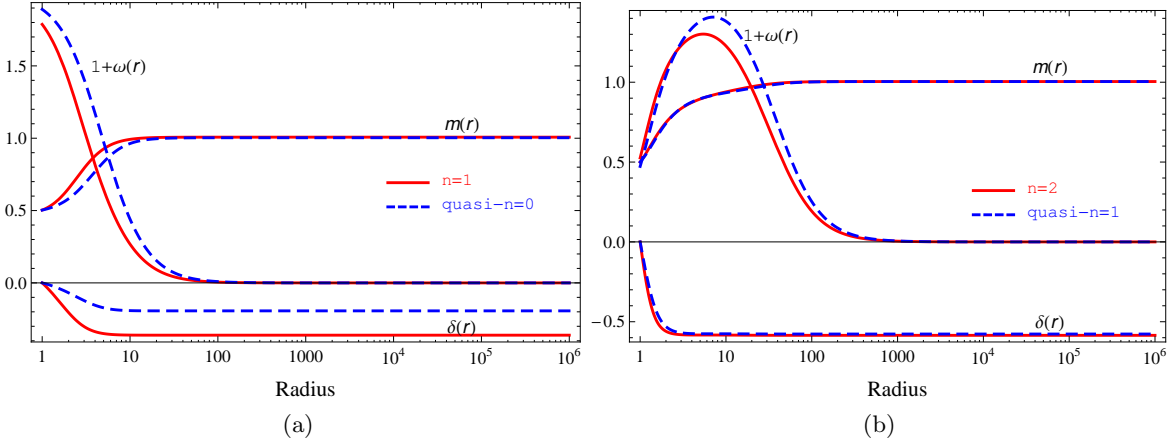 1+ω(r)
1.5
m(r)
1.0
n=1
0.5
quasi-n=0
0.0
δ(r)
1 10 100 1000 10⁴ 10⁵ 10⁶
Radius
(a)
1+ω(r)
m(r)
1.0
0.5
n=2
quasi-n=1
0.0
-0.5
δ(r)
1 10 100 1000 10⁴ 10⁵ 10⁶
Radius
(b)